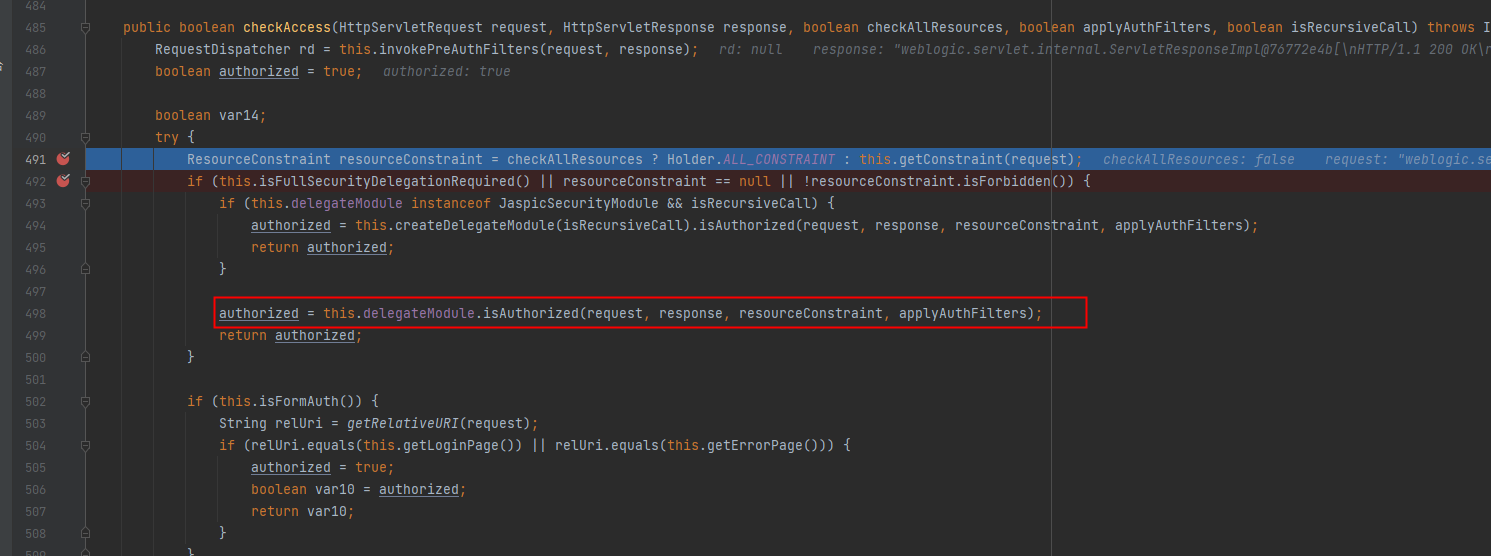 484
485 public boolean checkAccess(HttpServletRequest request, HttpServletResponse response, boolean checkAllResources, boolean applyAuthFilters, boolean isRecursiveCall) throws I
486 RequestDispatcher rd = this.invokePreAuthFilters(request, response); rd: null response: "weblogic.servlet.internal.ServletResponseImpl@76772e4b[\nHTTP/1.1 200 OK\r
487 boolean authorized = true; authorized: true
488
489 boolean var14;
490 try {
491 ResourceConstraint resourceConstraint = checkAllResources ? Holder.ALL_CONSTRAINT : this.getConstraint(request); checkAllResources: false request: "weblogic.se
492 if (this.isFullSecurityDelegationRequired() || resourceConstraint == null || !resourceConstraint.isForbidden()) {
493 if (this.delegateModule instanceof JaspicSecurityModule && isRecursiveCall) {
494 authorized = this.createDelegateModule(isRecursiveCall).isAuthorized(request, response, resourceConstraint, applyAuthFilters);
495 return authorized;
496 }
497
498 authorized = this.delegateModule.isAuthorized(request, response, resourceConstraint, applyAuthFilters);
499 return authorized;
500 }
501
502 if (this.isFormAuth()) {
503 String relUri = getRelativeURI(request);
504 if (relUri.equals(this.getLoginPage()) || relUri.equals(this.getErrorPage())) {
505 authorized = true;
506 boolean var10 = authorized;
507 return var10;
508 }
509 }